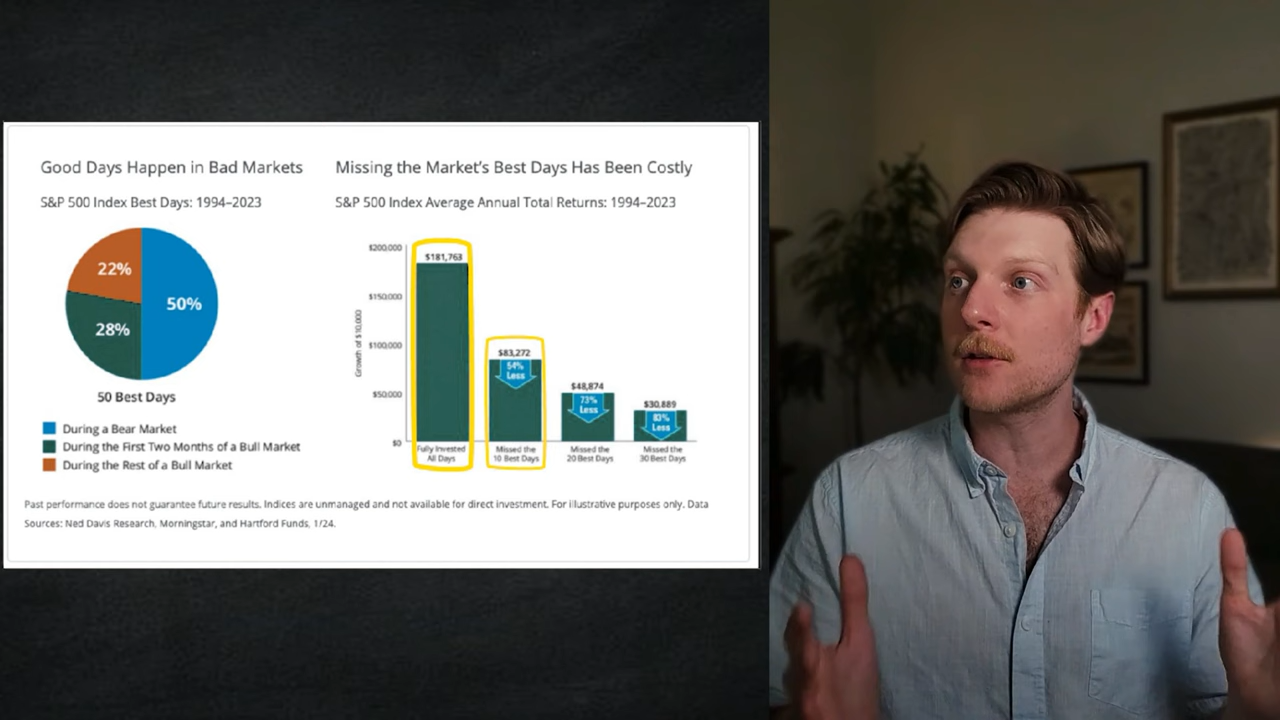 Good Days Happen in Bad Markets
S&P 500 Index Best Days: 1994–2023
22%
50%
28%
50 Best Days
During a Bear Market
During the First Two Months of a Bull Market
During the Rest of a Bull Market
Missing the Market's Best Days Has Been Costly
S&P 500 Index Average Annual Total Returns: 1994–2023
Growth of $10,000
$200,000
$150,000
$100,000
$50,000
$0
$181,763
$83,272
54%
Less
$48,874
73%
Less
$30,889
83%
Less
Fully Invested
All Days
Missed the
10 Best Days
Missed the
20 Best Days
Missed the
30 Best Days
Past performance does not guarantee future results. Indices are unmanaged and not available for direct investment. For illustrative purposes only. Data
Sources: Ned Davis Research, Morningstar, and Hartford Funds, 1/24.